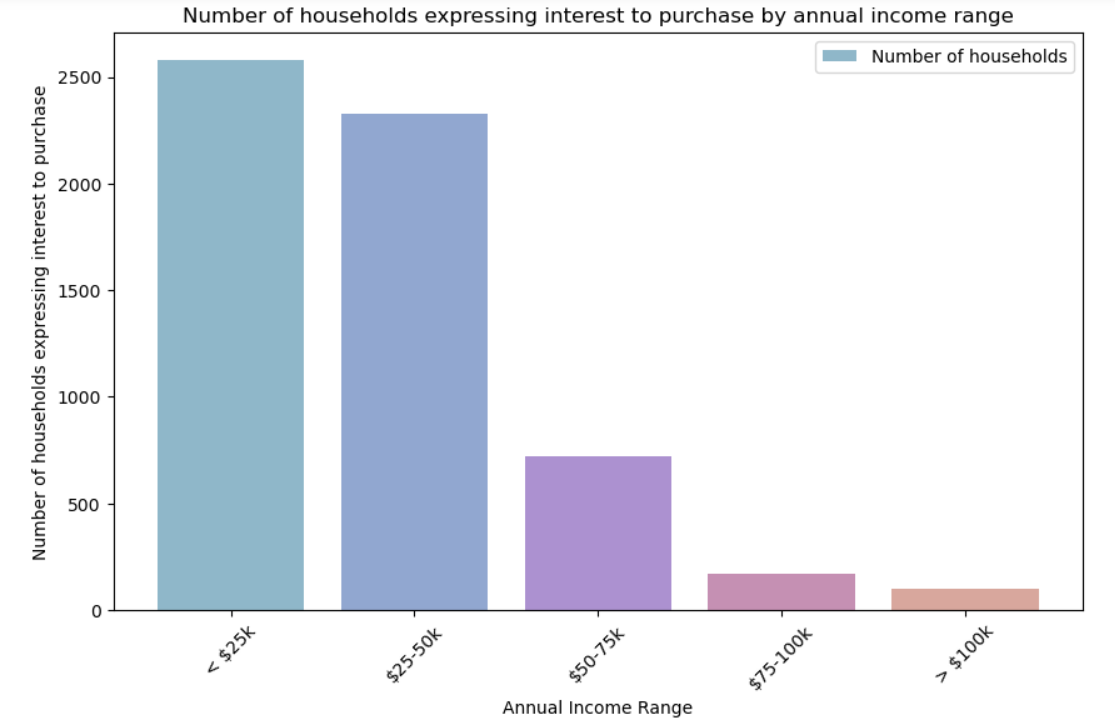 Number of households expressing interest to purchase by annual income range
Number of households
Number of households expressing interest to purchase
2500
2000
1500
1000
500
0
< $25k
$25-50k
$50-75k
$75-100k
> $100k
Annual Income Range